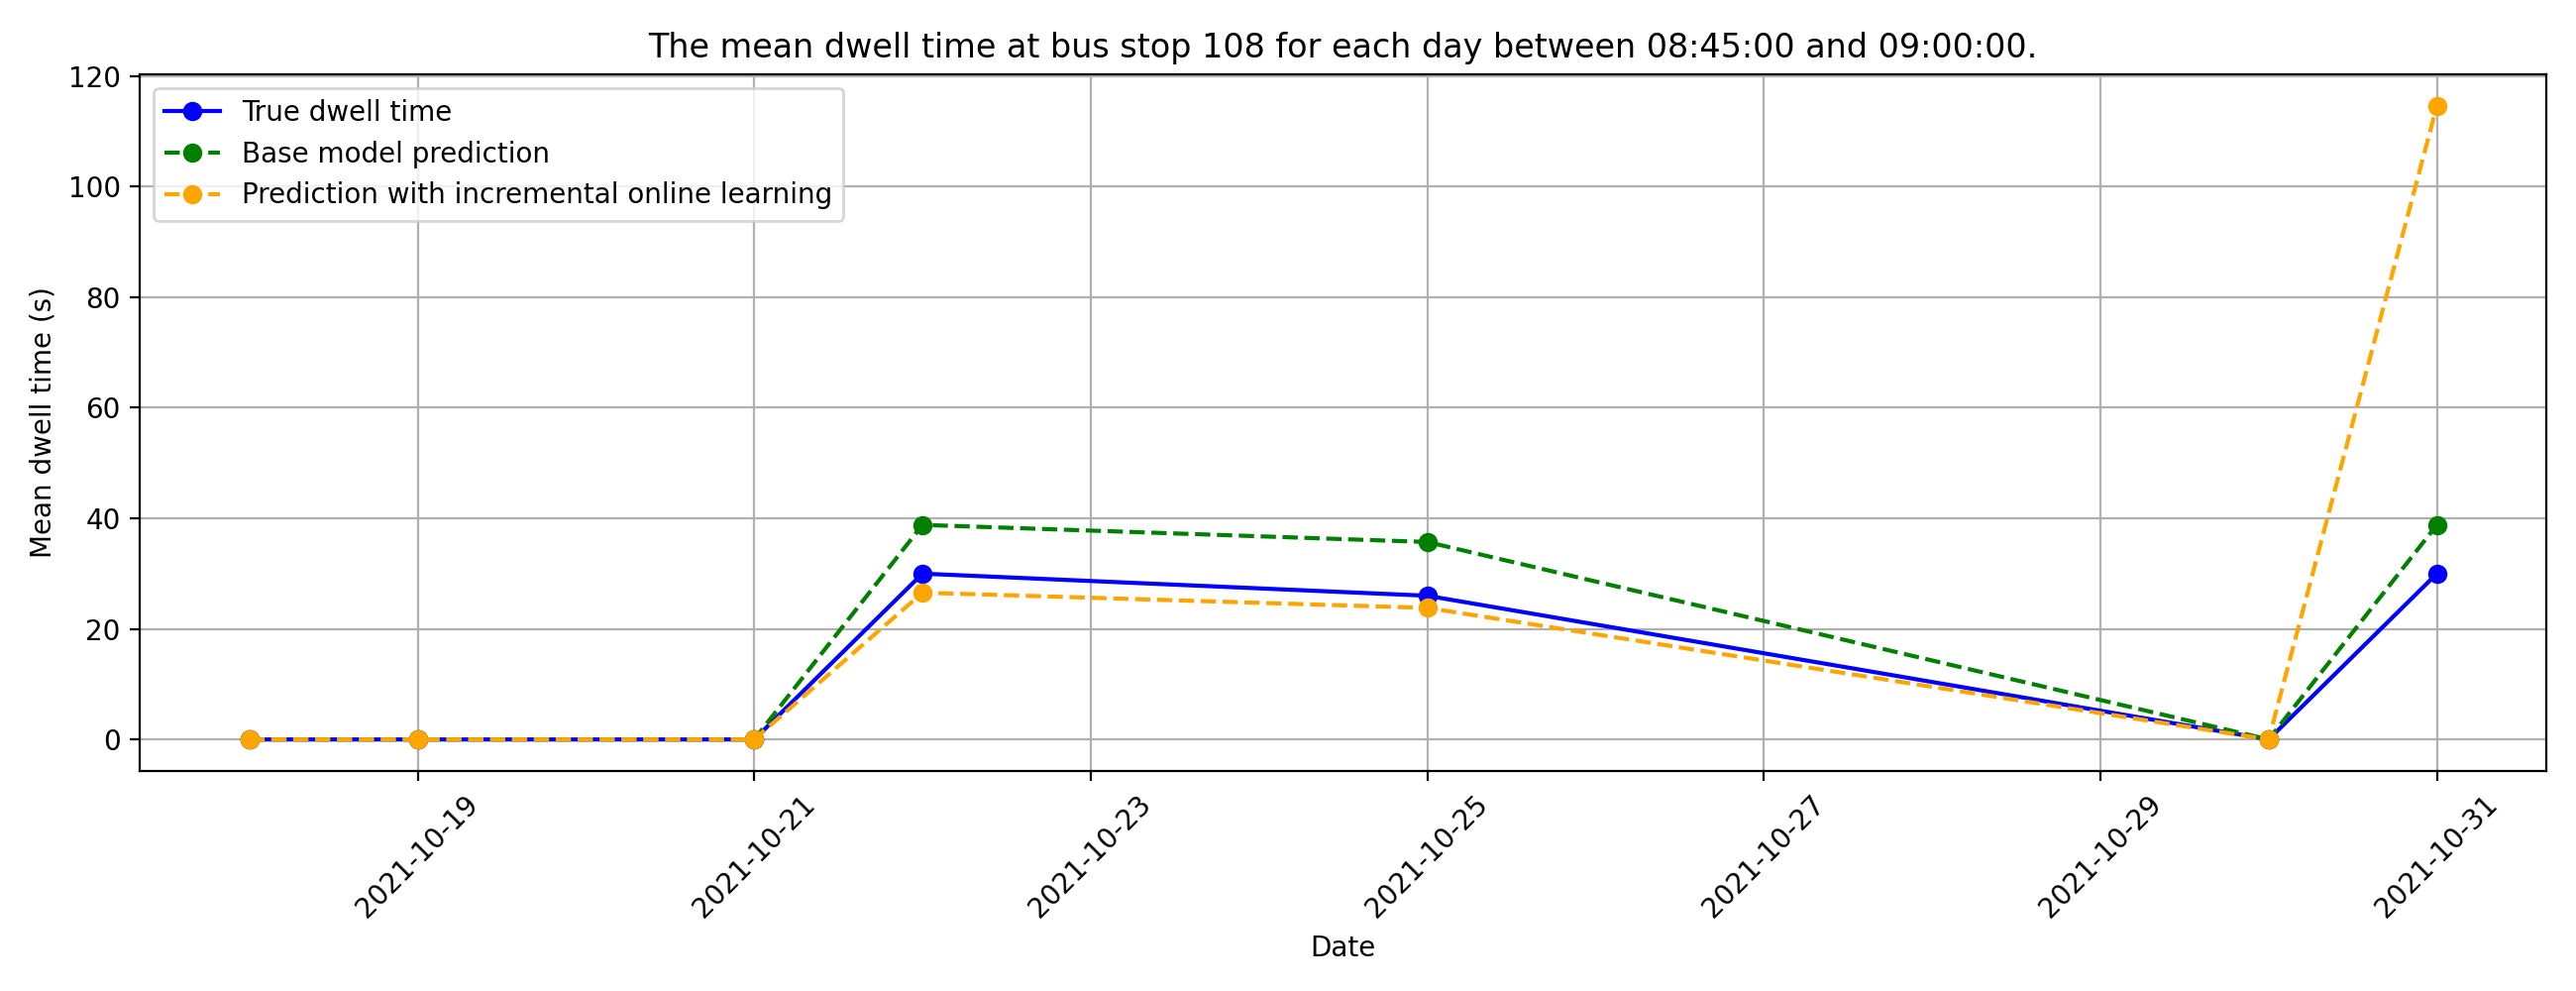 The mean dwell time at bus stop 108 for each day between 08:45:00 and 09:00:00.
True dwell time
Base model prediction
Prediction with incremental online learning
Mean dwell time (s)
120
100
80
60
40
20
0
2021-10-19
2021-10-21
2021-10-23
2021-10-25
2021-10-27
2021-10-29
2021-10-31
Date